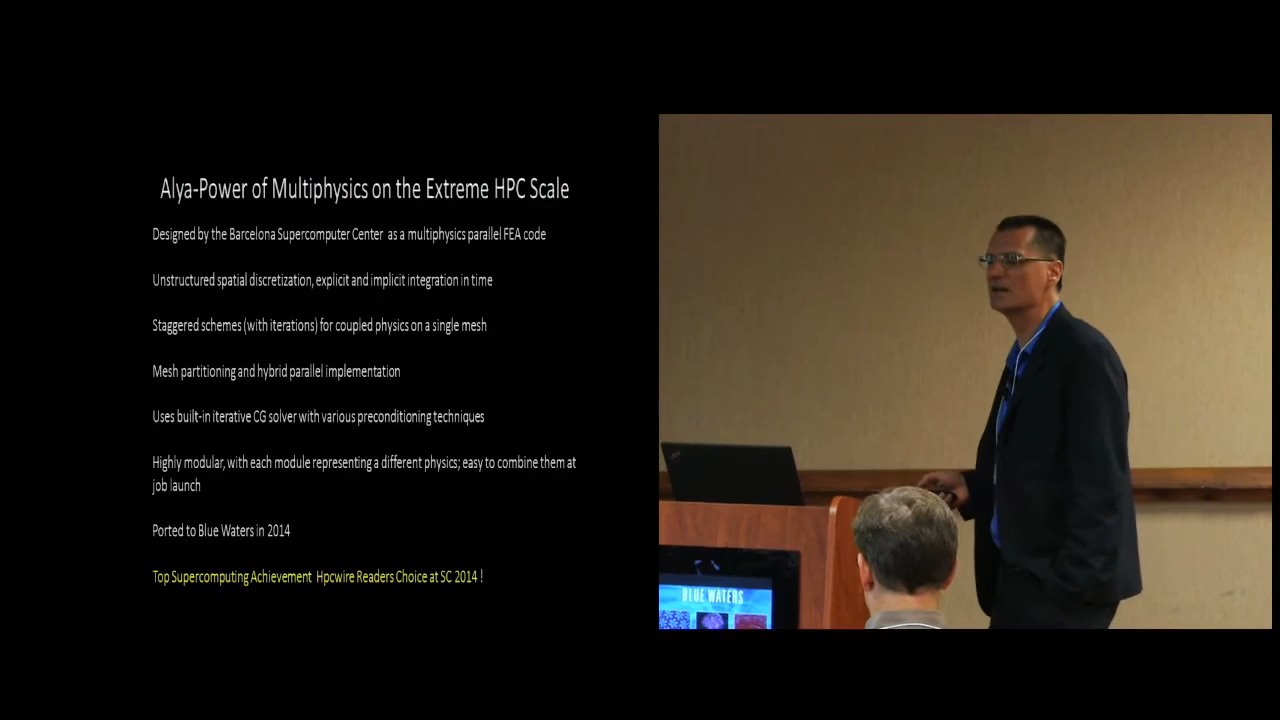 Alya-Power of Multiphysics on the Extreme HPC Scale
Designed by the Barcelona Supercomputer Center as a multiphysics parallel FEA code
Unstructured spatial discretization, explicit and implicit integration in time
Staggered schemes (with iterations) for coupled physics on a single mesh
Mesh partitioning and hybrid parallel implementation
Uses built-in iterative CG solver with various preconditioning techniques
Highly modular, with each module representing a different physics; easy to combine them at
job launch
Ported to Blue Waters in 2014
Top Supercomputing Achievement Hpcwire Readers Choice at SC 2014 !
BLUE WATERS